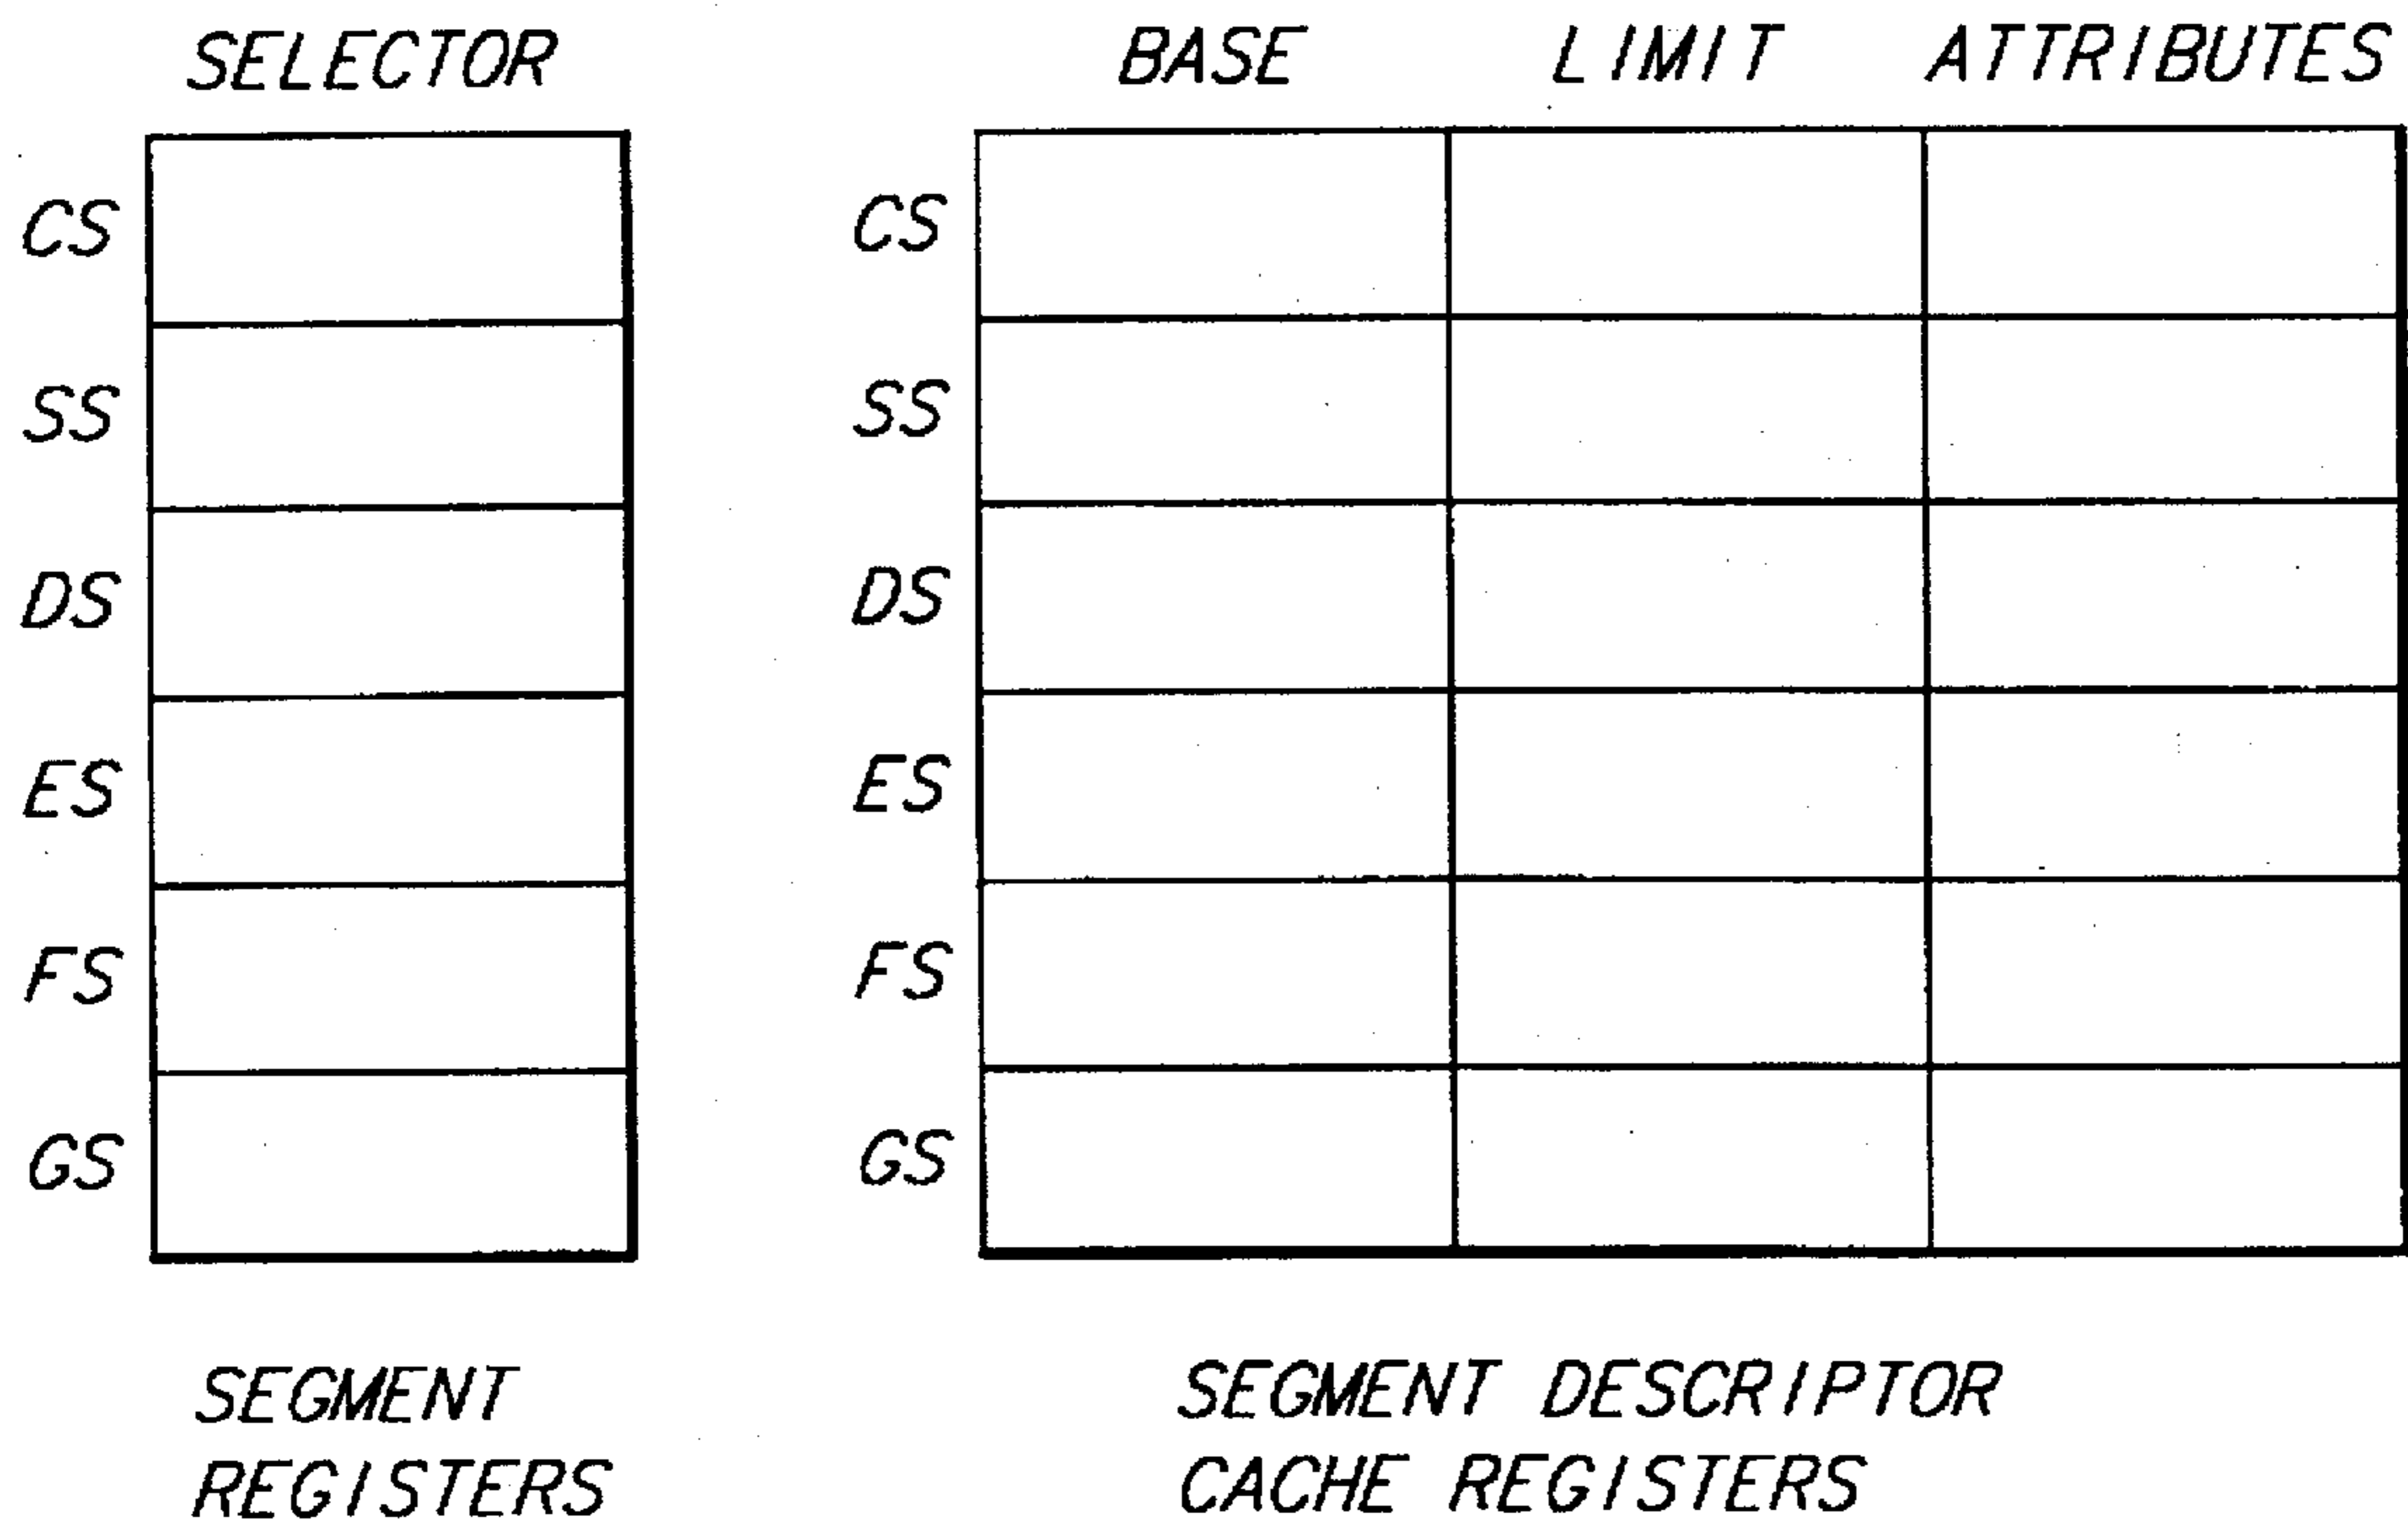 SELECTOR
CS
SS
DS
ES
FS
GS
SEGMENT
REGISTERS
BASE LIMIT ATTRIBUTES
CS
SS
DS
ES
FS
GS
SEGMENT DESCRIPTOR
CACHE REGISTERS